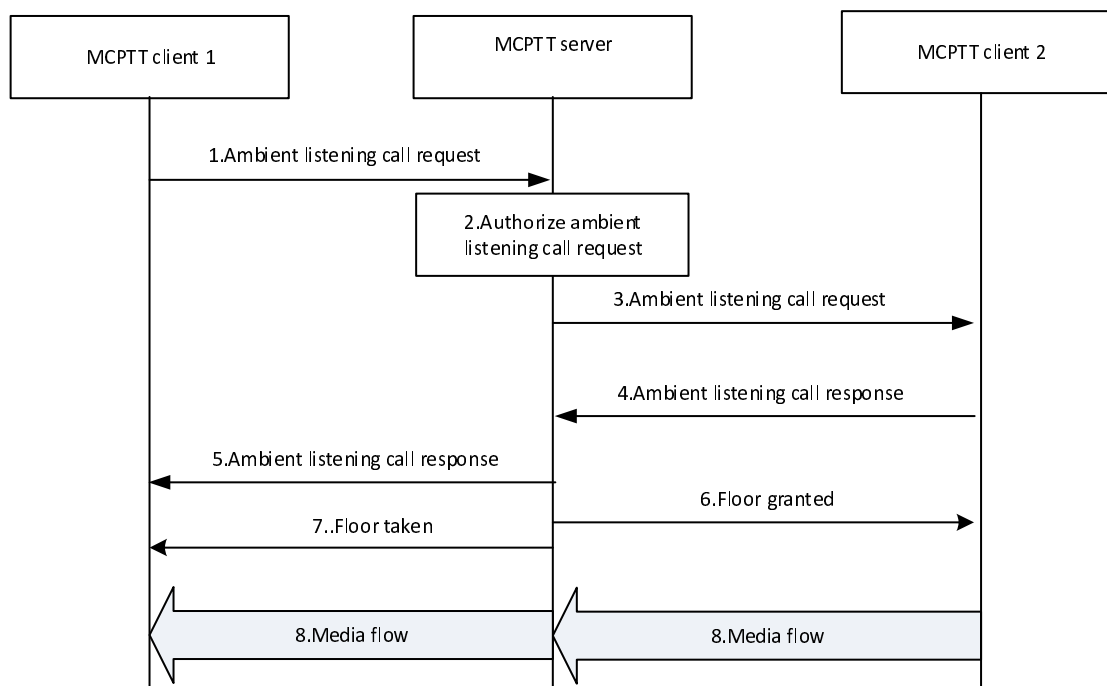 MCPTT client 1
MCPTT server
MCPTT client 2
1.Ambient listening call request
2.Authorize ambient
listening call request
3.Ambient listening call request
4.Ambient listening call response
5.Ambient listening call response
6.Floor granted
7..Floor taken
8.Media flow
8.Media flow